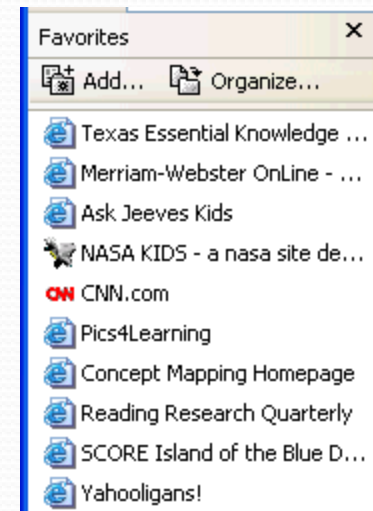 Favorites
Add... Organize...
Texas Essential Knowledge ...
Merriam-Webster OnLine - ...
Ask Jeeves Kids
NASA KIDS - a nasa site de...
CNN CNN.com
Pics4Learning
Concept Mapping Homepage
Reading Research Quarterly
SCORE Island of the Blue D...
Yahooligans!